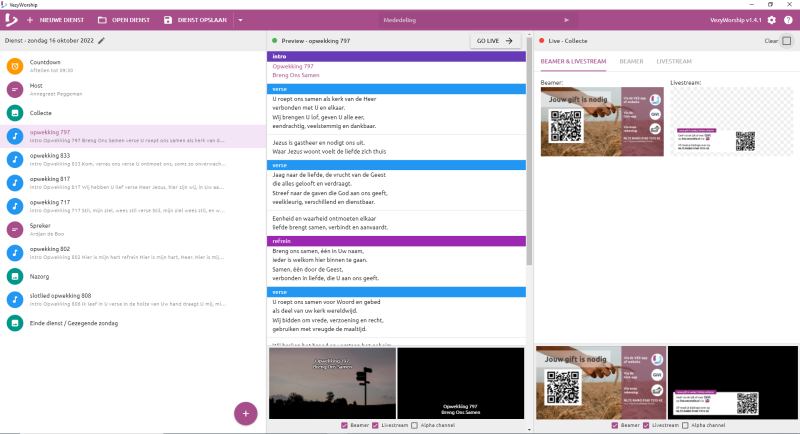 VezyWorship
NIEUWE DIENST
OPEN DIENST
DIENST OPSLAAN
Mededeling
VezyWorship v1.4.1
Dienst - zondag 16 oktober 2022
Countdown
Aftellen tot 09:30
Host
Annegreet Peggeman
Collecte
opwekking 797
intro Opwekking 797 Breng Ons Samen verse U roept ons samen als kerk van d...
opwekking 833
intro Opwekking 833 Kom, verras ons verse U ontmoet ons, soms zo onverwach...
opwekking 817
intro Opwekking 817 Wij hebben U lief verse Heer Jezus, hier zijn wij, in Uw aa...
opwekking 717
intro Opwekking 717 Stil, mijn ziel, wees stil verse Stil, mijn ziel wees stil, en w...
Spreker
Ardjan de Boo
opwekking 802
intro Opwekking 802 Hier is mijn hart refrein Hier is mijn hart, Heer. Hier is mij...
Nazorg
slotlied opwekking 808
intro Opwekking 808 Ik leef in U verse In de holte van Uw hand draagt U mij, mi...
Einde dienst / Gezegende zondag
Preview - opwekking 797
GO LIVE
intro
Opwekking 797
Breng Ons Samen
verse
U roept ons samen als kerk van de Heer
verbonden met U en elkaar.
Wij brengen U lof, geven U alle eer,
eendrachtig, veelstemmig en dankbaar.
Jezus is gastheer en nodigt ons uit.
Waar Jezus woont voelt de liefde zich thuis
verse
Jaag naar de liefde, de vrucht van de Geest
die alles gelooft en verdraagt.
Streef naar de gaven die God aan ons geeft,
veelkleurig, verschillend en dienstbaar.
Eenheid en waarheid ontmoeten elkaar
liefde brengt samen, verbindt en aanvaardt.
refrein
Breng ons samen, één in Uw naam,
ieder is welkom hier binnen te gaan.
Samen, één door de Geest,
verbonden in liefde, die U aan ons geeft.
verse
U roept ons samen voor Woord en gebed
als deel van uw kerk wereldwijd.
Wij bidden om vrede, verzoening en recht,
gebruiken met vreugde de maaltijd.
Opwekking 797
Breng Ons Samen
Opwekking 797
Breng Ons Samen
Beamer
Livestream
Alpha channel
Live - Collecte
Clear
BEAMER & LIVESTREAM
BEAMER
LIVESTREAM
Beamer:
Livestream:
Jouw gift is nodig
Jouw gift is nodig
Beamer
Livestream
Alpha channel